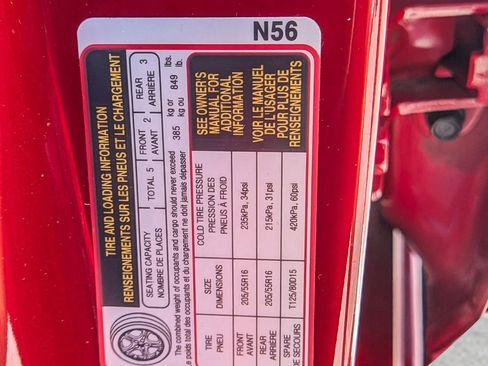 N56
TIRE AND LOADING INFORMATION
RENSEIGNEMENTS SUR LES PNEUS ET LE CHARGEMENT
SEATING CAPACITY TOTAL 5 FRONT 2 REAR 3
NOMBRE DE PLACES AVANT ARRIÈRE
The combined weight of occupants and cargo should never exceed 385 kg or 849 lbs.
Le poids total des occupants et du chargement ne doit jamais dépasser kg ou lb.
TIRE SIZE COLD TIRE PRESSURE
PNEU DIMENSIONS PRESSION DES
PNEUS À FROID
FRONT 205/55R16 235kPa, 34psi
AVANT
REAR 205/55R16 215kPa, 31psi
ARRIÈRE
SPARE T125/80D15 420kPa, 60psi
DE SECOURS
SEE OWNER'S
MANUAL FOR
ADDITIONAL
INFORMATION
VOIR LE MANUEL
DE L'USAGER
POUR PLUS DE
RENSEIGNEMENTS